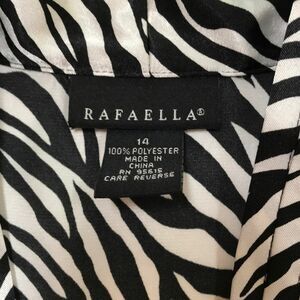 RAFAELLA®
14
100% POLYESTER
MADE IN
CHINA
RN 95615
CARE REVERSE